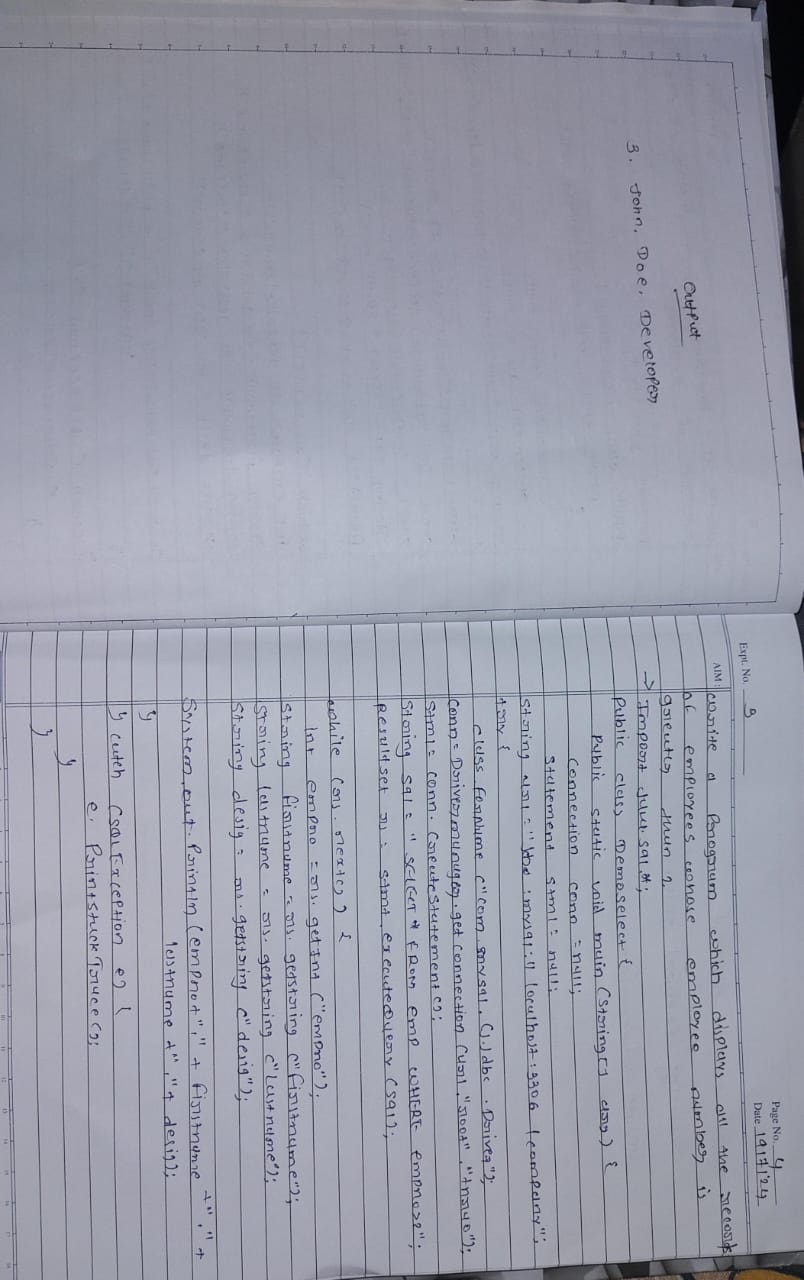 Output
3. John, Doe, Developer
Expt. No. 9
Page No. 4
Date 19/7/24
AIM: write a Program which displays all the records
of employees whose employee number is
greater than 2.
→ Import java.sql.*;
Public class DemoSelect {
Public static void main (String[] args) {
Connection conn = null;
Statement stmt = null;
String url = "jdbc:mysql:// localhost:3306 /company";
try {
class forName ("com.mysql.cj.jdbc.Driver");
Conn = Drivermanager.get connection (url, "root", );
Stmt = conn. CreateStatement();
String sql = " SELECT * FROM emp WHERE empno>2";
Resultset rs = stmt.executeQuery (sql);
while (rs. next()) {
Int empno = rs. getInt ("empno");
String firstname = rs. getstring ("firstname");
String lastname = rs. getstring ("lastname");
String desig = rs. getstring ("desig");
System.out. Println (empno+"," + firstname +"," +
lastname +","+ desig);
}
} catch (SQLException e) {
e. PrintstackTrace();
}
}